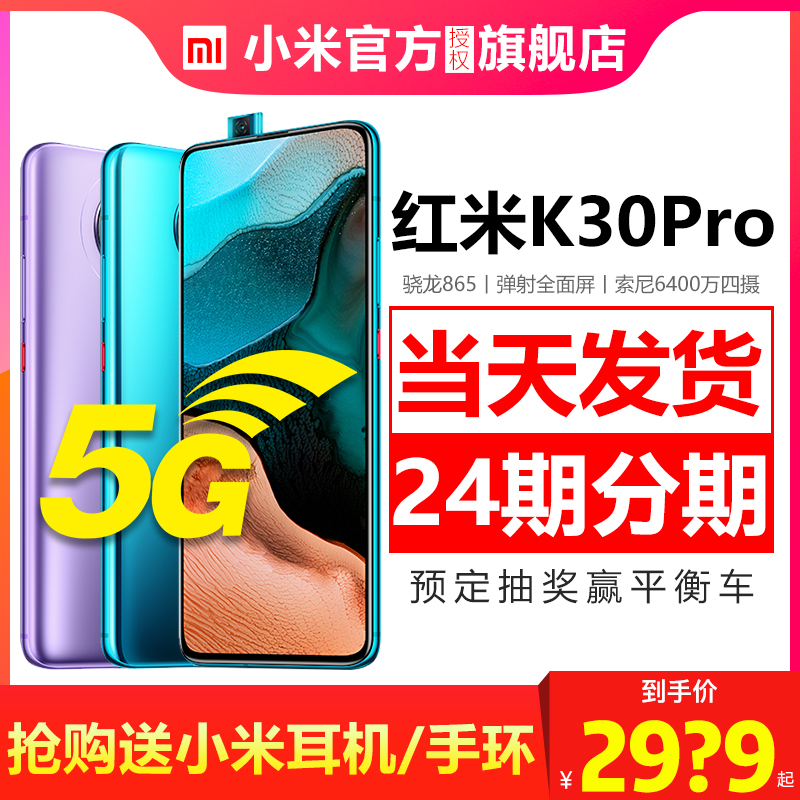 小米官方授权旗舰店
红米K30Pro
骁龙865|弹射全面屏|索尼6400万四摄
当天发货
5G
24期分期
预定抽奖赢平衡车
到手价
抢购送小米耳机/手环
¥29?9起